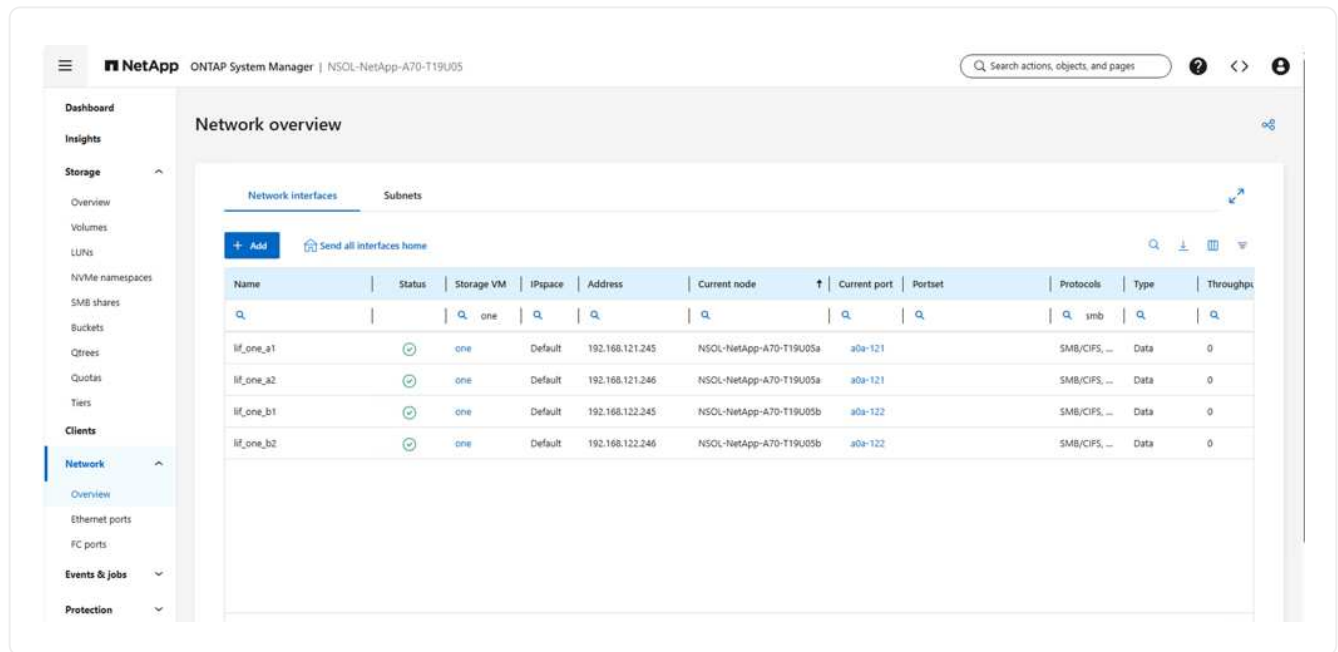 NetApp ONTAP System Manager | NSOL-NetApp-A70-T19U05 Search actions, objects, and pages
Dashboard
Insights
Storage
Overview
Volumes
LUNs
NVMe namespaces
SMB shares
Buckets
Qtrees
Quotas
Tiers
Clients
Network
Overview
Ethernet ports
FC ports
Events & jobs
Protection
Network overview
Network interfaces Subnets
+ Add Send all interfaces home
Name Status Storage VM IPspace Address Current node Current port Portset Protocols Type Throughpu
one smb
lif_one_a1 one Default 192.168.121.245 NSOL-NetApp-A70-T19U05a a0a-121 SMB/CIFS, ... Data 0
lif_one_a2 one Default 192.168.121.246 NSOL-NetApp-A70-T19U05a a0a-121 SMB/CIFS, ... Data 0
lif_one_b1 one Default 192.168.122.245 NSOL-NetApp-A70-T19U05b a0a-122 SMB/CIFS, ... Data 0
lif_one_b2 one Default 192.168.122.246 NSOL-NetApp-A70-T19U05b a0a-122 SMB/CIFS, ... Data 0